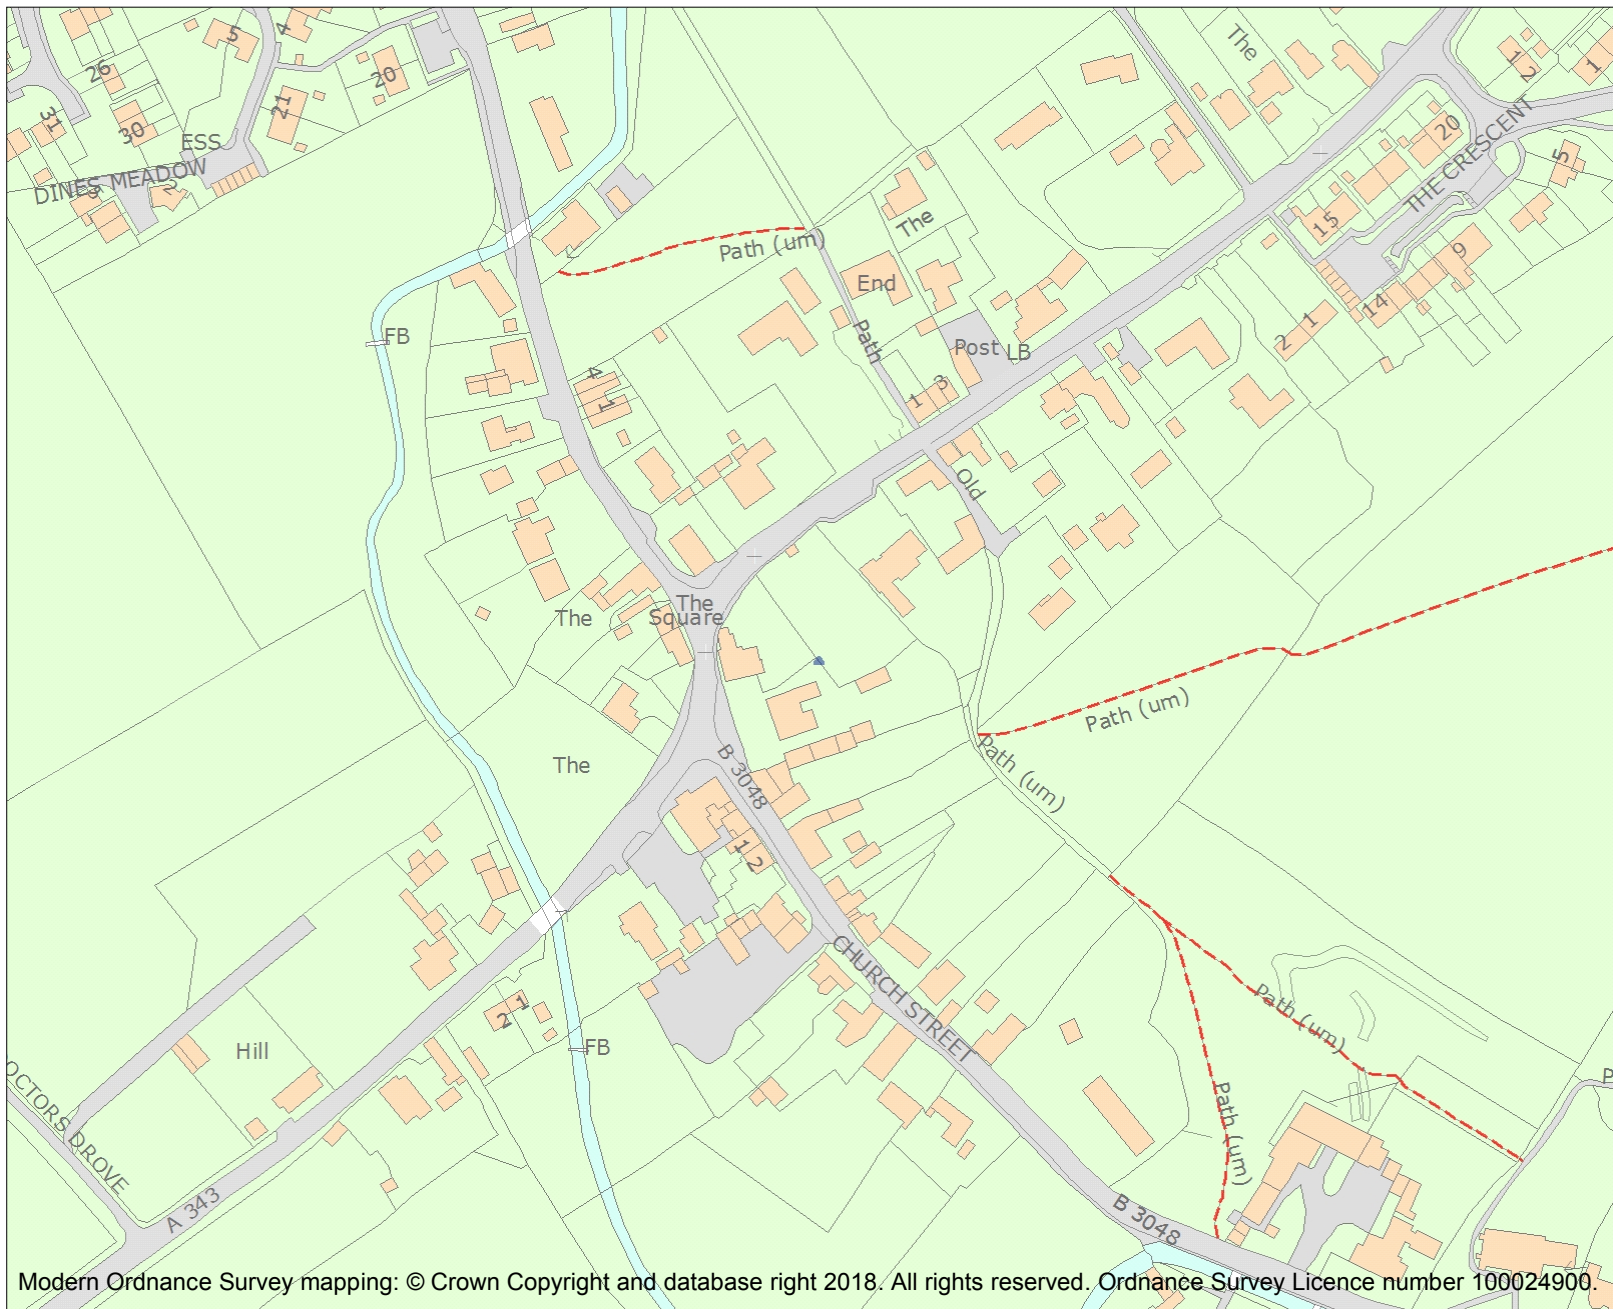 5
4
The
1 2
1
26
20
31
30
21
20
ESS
DINES MEADOW
2
3
THE CRESCENT
5
15
The
Path (um)
9
End
14
FB
Path
Post
LB
1
2
4
1
3
1
Old
The
Square
The
Path (um)
The
B 3048
Path (um)
1 2
CHURCH STREET
Path (um)
1
2
FB
Hill
Path (um)
DOCTORS DROVE
A 343
B 3048
P
Modern Ordnance Survey mapping: © Crown Copyright and database right 2018. All rights reserved. Ordnance Survey Licence number 100024900.